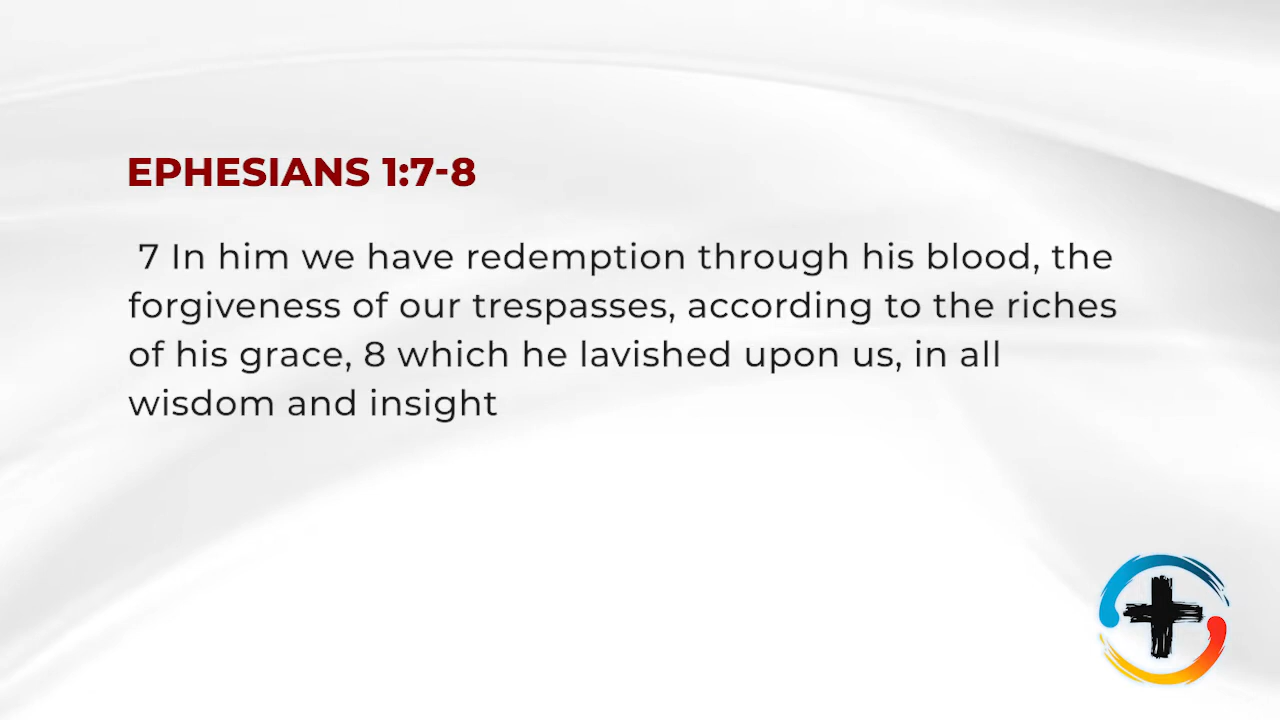 EPHESIANS 1:7-8
7 In him we have redemption through his blood, the
forgiveness of our trespasses, according to the riches
of his grace, 8 which he lavished upon us, in all
wisdom and insight